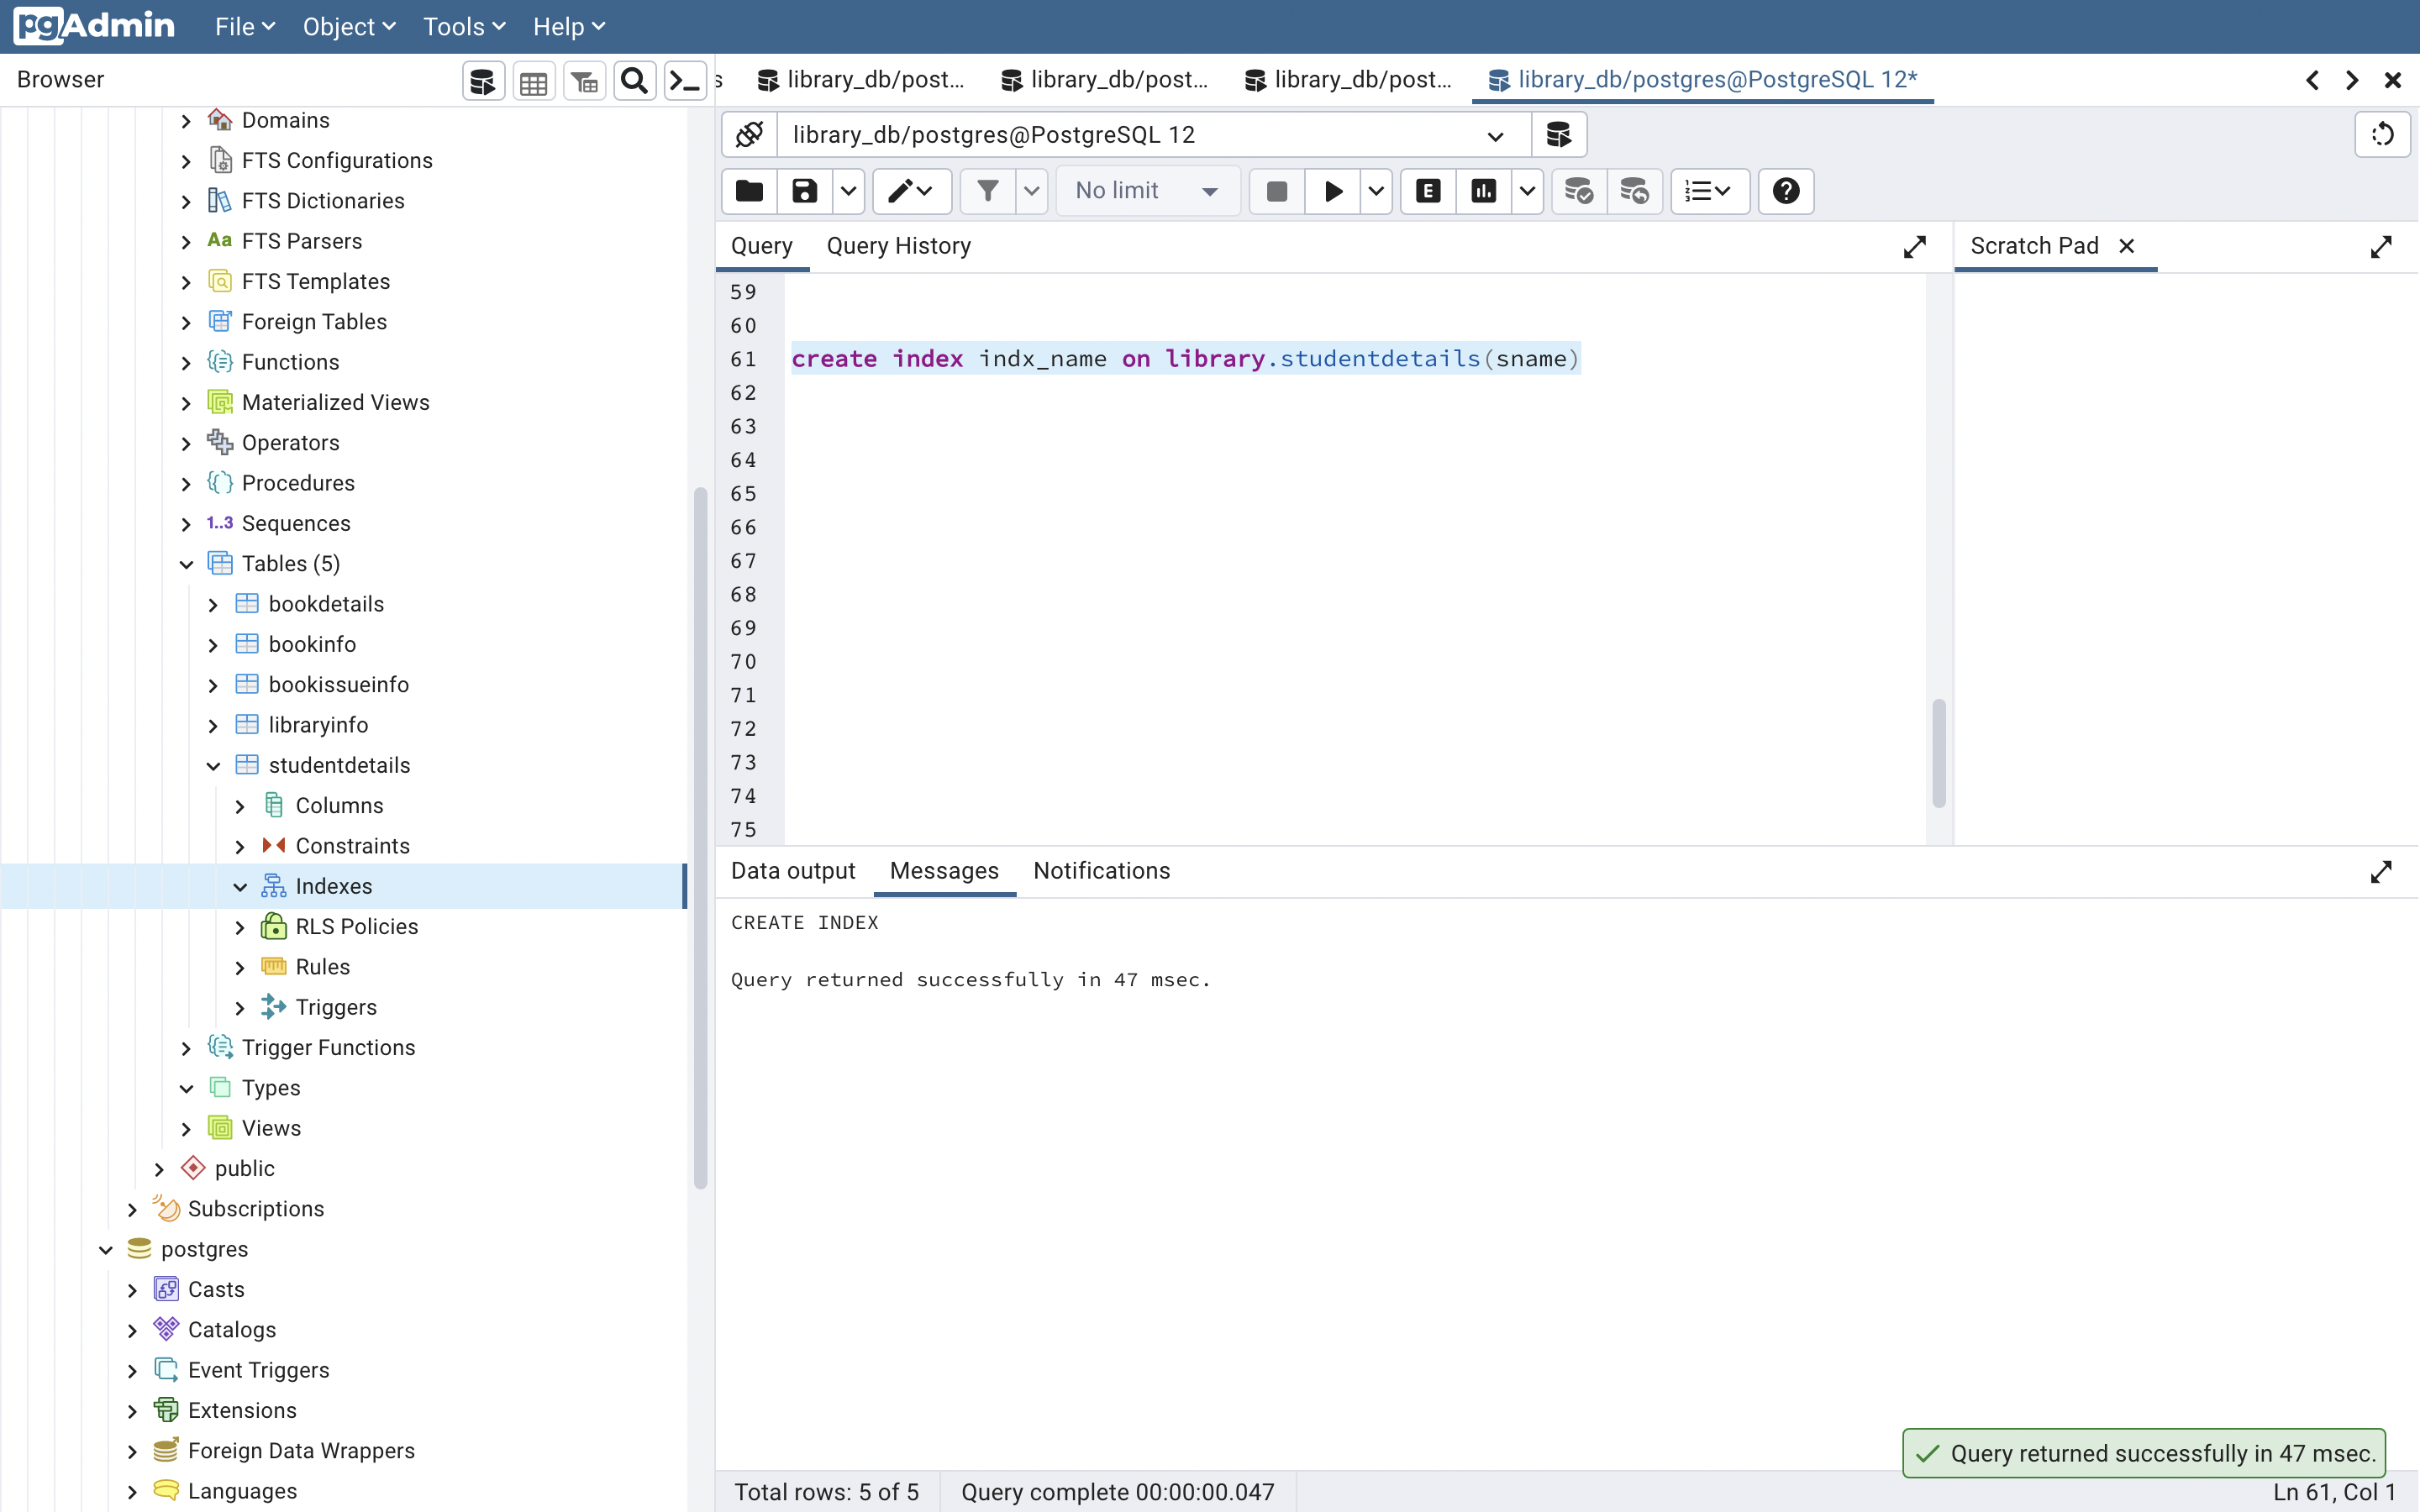 pgAdmin File Object Tools Help
Browser
s library_db/post... library_db/post... library_db/post... library_db/postgres@PostgreSQL 12*
library_db/postgres@PostgreSQL 12
No limit E
Query Query History Scratch Pad
Domains
FTS Configurations
FTS Dictionaries
Aa FTS Parsers
FTS Templates
Foreign Tables
Functions
Materialized Views
Operators
Procedures
1..3 Sequences
Tables (5)
bookdetails
bookinfo
bookissueinfo
libraryinfo
studentdetails
Columns
Constraints
Indexes
RLS Policies
Rules
Triggers
Trigger Functions
Types
Views
public
Subscriptions
postgres
Casts
Catalogs
Event Triggers
Extensions
Foreign Data Wrappers
Languages
59
60
61 create index indx_name on library.studentdetails(sname)
62
63
64
65
66
67
68
69
70
71
72
73
74
75
Data output Messages Notifications
CREATE INDEX
Query returned successfully in 47 msec.
Query returned successfully in 47 msec.
Total rows: 5 of 5 Query complete 00:00:00.047 Ln 61, Col 1